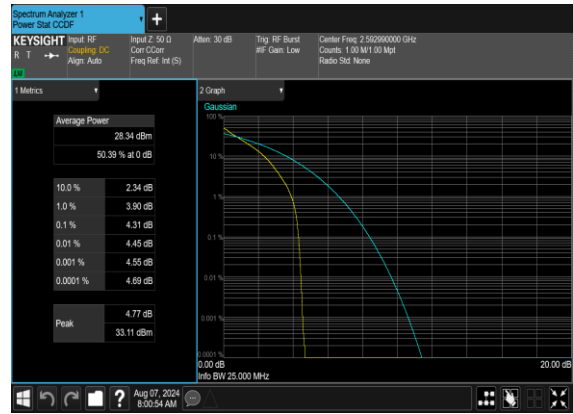 Spectrum Analyzer 1
Power Stat CCDF
KEYSIGHT
R T
LW
Input: RF
Coupling: DC
Align: Auto
Input Z: 50 Ω
Corr CCorr
Freq Ref: Int (S)
Atten: 30 dB
Trig: RF Burst
#IF Gain: Low
Center Freq: 2.592990000 GHz
Counts: 1.00 M/1.00 Mpt
Radio Std: None
1 Metrics
Average Power
28.34 dBm
50.39 % at 0 dB
10.0 % 2.34 dB
1.0 % 3.90 dB
0.1 % 4.31 dB
0.01 % 4.45 dB
0.001 % 4.55 dB
0.0001 % 4.69 dB
Peak
4.77 dB
33.11 dBm
2 Graph
Gaussian
100 %
10 %
1 %
0.1 %
0.01 %
0.001 %
0.0001 %
0.00 dB
20.00 dB
Info BW 25.000 MHz
?
Aug 07, 2024
8:00:54 AM